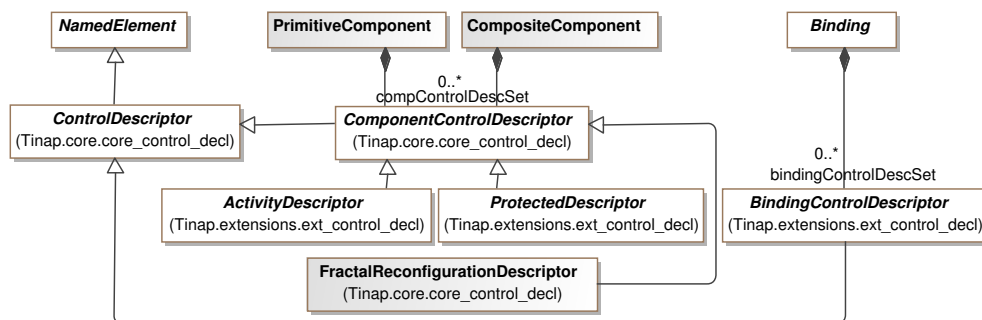 NamedElement
PrimitiveComponent
CompositeComponent
Binding
0..*
compControlDescSet
ControlDescriptor
(Tinap.core.core_control_decl)
ComponentControlDescriptor
(Tinap.core.core_control_decl)
0..*
bindingControlDescSet
ActivityDescriptor
(Tinap.extensions.ext_control_decl)
ProtectedDescriptor
(Tinap.extensions.ext_control_decl)
BindingControlDescriptor
(Tinap.extensions.ext_control_decl)
FractalReconfigurationDescriptor
(Tinap.core.core_control_decl)